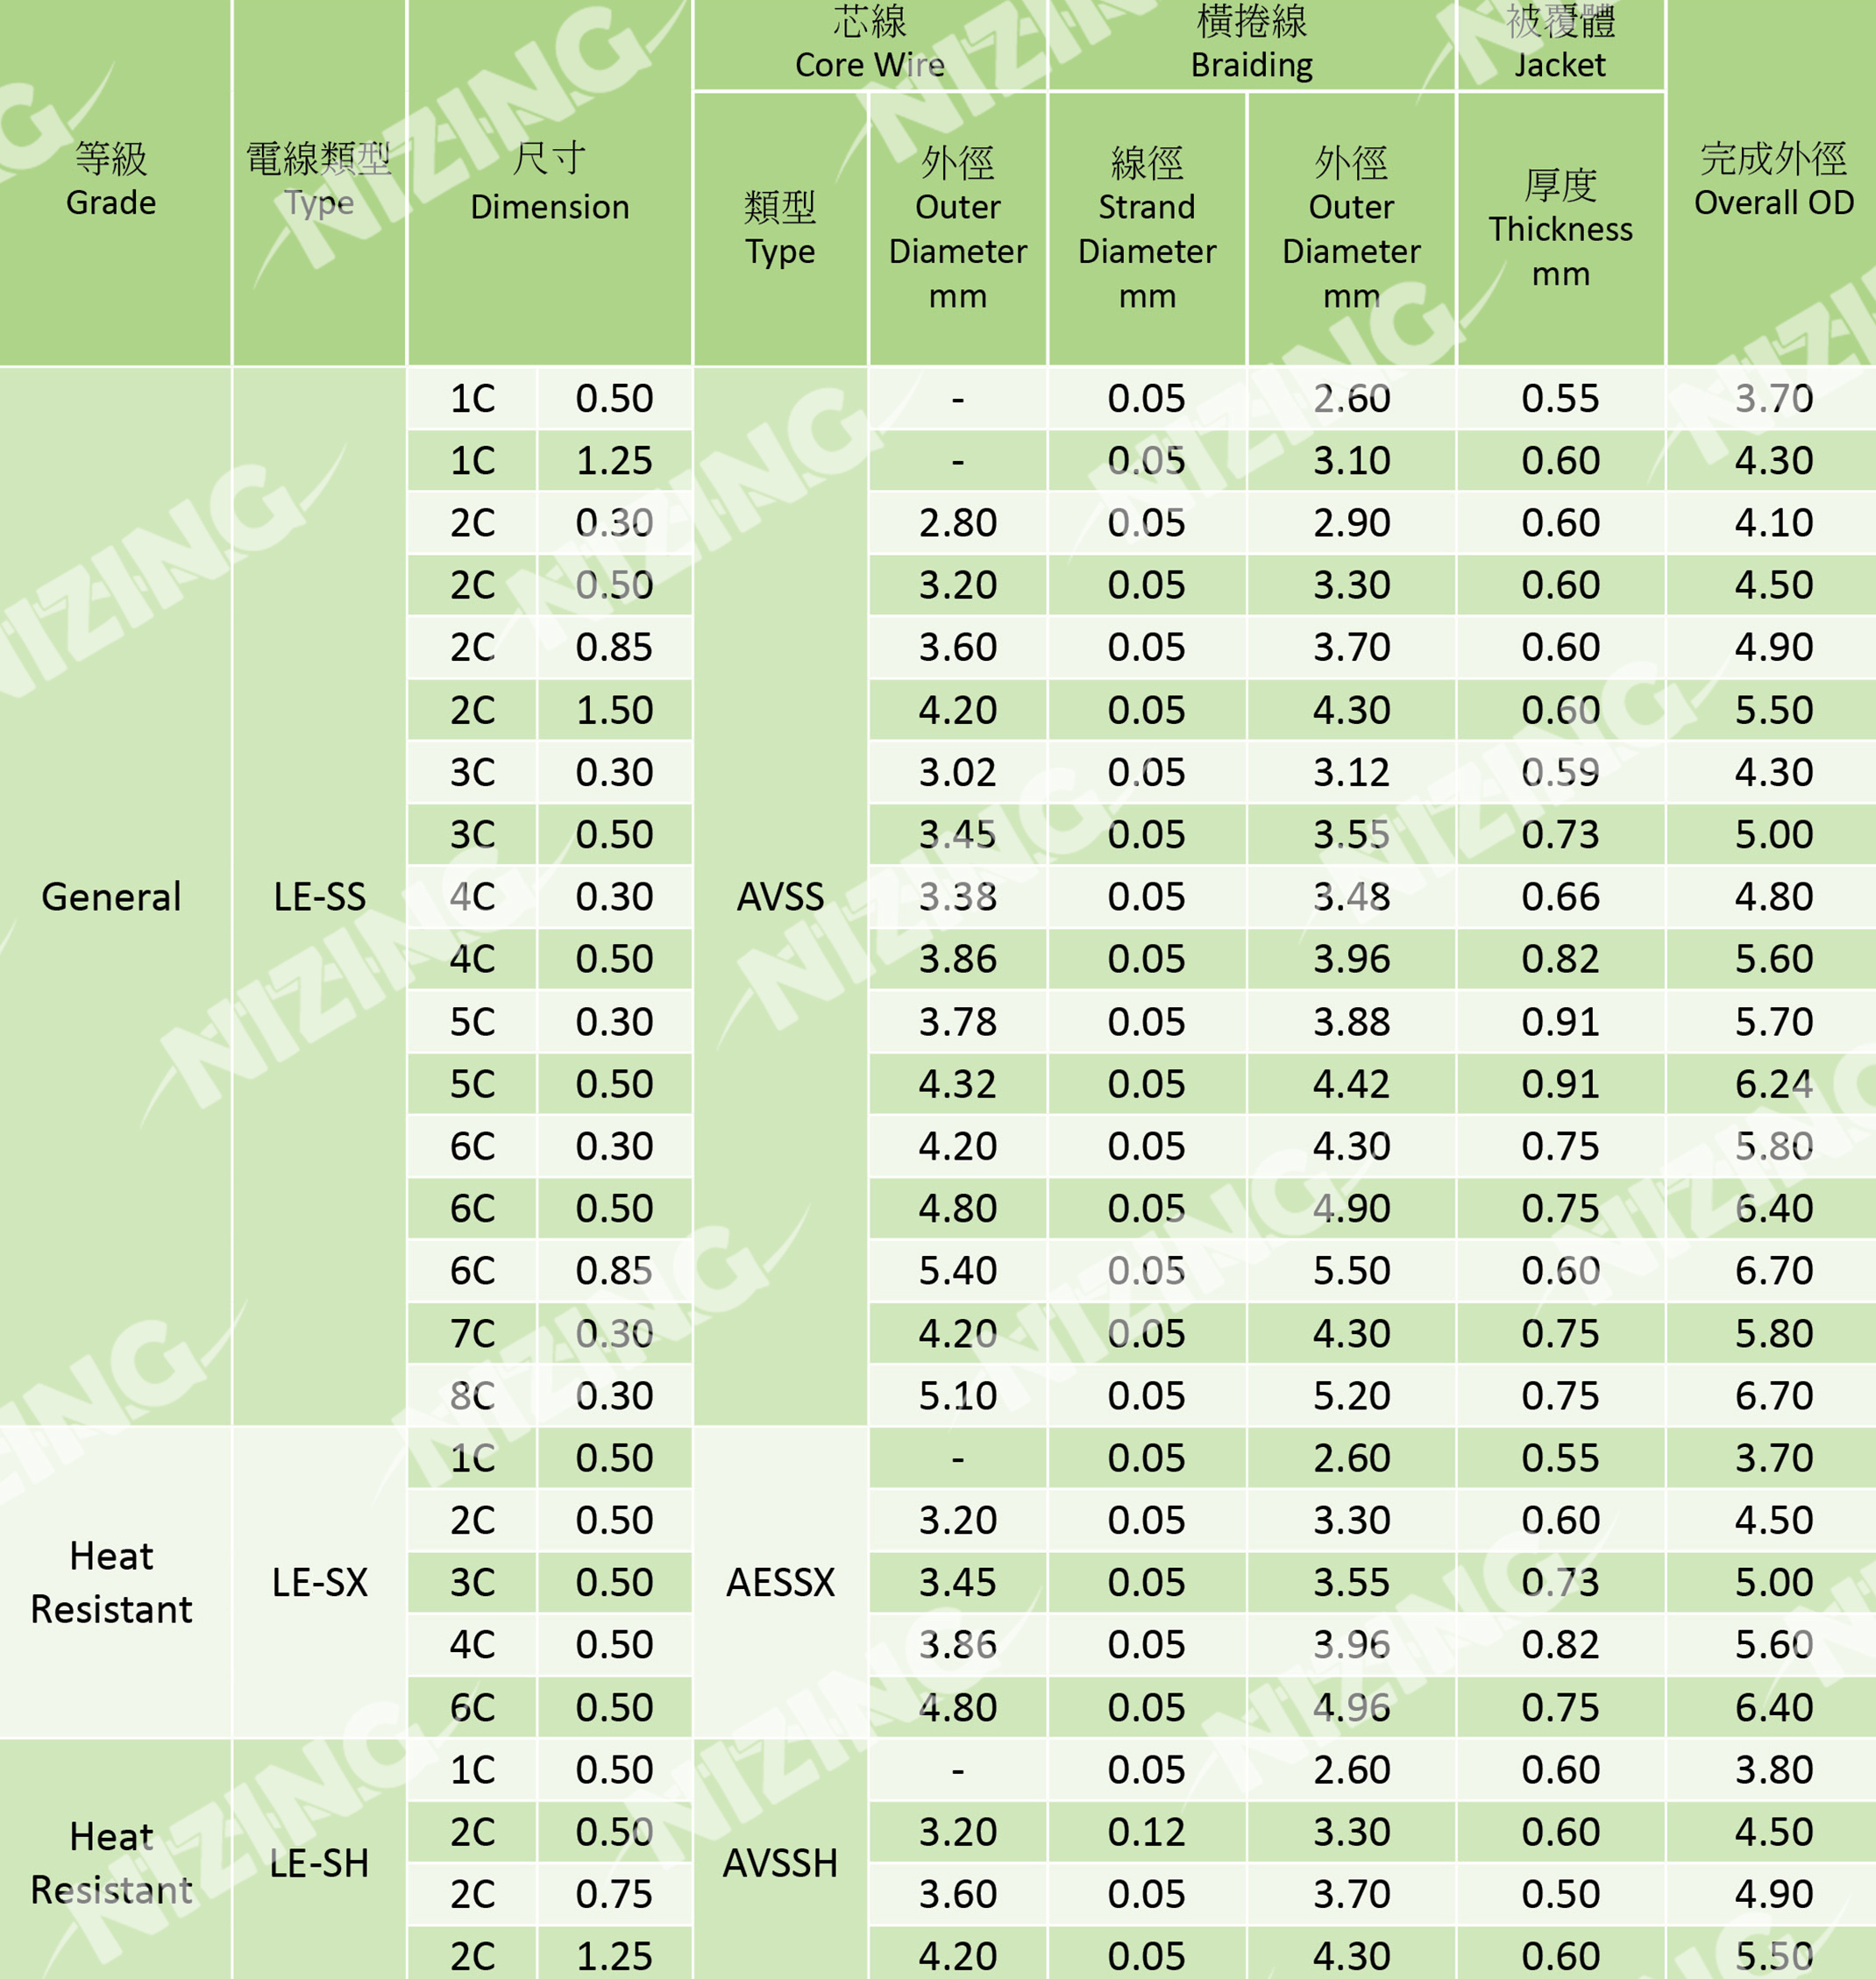 芯線
Core Wire
橫捲線
Braiding
被覆體
Jacket
等級
Grade
電線類型
Type
尺寸
Dimension
類型
Type
外徑
Outer
Diameter
mm
線徑
Strand
Diameter
mm
外徑
Outer
Diameter
mm
厚度
Thickness
mm
完成外徑
Overall OD
General
LE-SS
AVSS
1C 0.50 - 0.05 2.60 0.55 3.70
1C 1.25 - 0.05 3.10 0.60 4.30
2C 0.30 2.80 0.05 2.90 0.60 4.10
2C 0.50 3.20 0.05 3.30 0.60 4.50
2C 0.85 3.60 0.05 3.70 0.60 4.90
2C 1.50 4.20 0.05 4.30 0.60 5.50
3C 0.30 3.02 0.05 3.12 0.59 4.30
3C 0.50 3.45 0.05 3.55 0.73 5.00
4C 0.30 3.38 0.05 3.48 0.66 4.80
4C 0.50 3.86 0.05 3.96 0.82 5.60
5C 0.30 3.78 0.05 3.88 0.91 5.70
5C 0.50 4.32 0.05 4.42 0.91 6.24
6C 0.30 4.20 0.05 4.30 0.75 5.80
6C 0.50 4.80 0.05 4.90 0.75 6.40
6C 0.85 5.40 0.05 5.50 0.60 6.70
7C 0.30 4.20 0.05 4.30 0.75 5.80
8C 0.30 5.10 0.05 5.20 0.75 6.70
Heat
Resistant
LE-SX
AESSX
1C 0.50 - 0.05 2.60 0.55 3.70
2C 0.50 3.20 0.05 3.30 0.60 4.50
3C 0.50 3.45 0.05 3.55 0.73 5.00
4C 0.50 3.86 0.05 3.96 0.82 5.60
6C 0.50 4.80 0.05 4.96 0.75 6.40
Heat
Resistant
LE-SH
AVSSH
1C 0.50 - 0.05 2.60 0.60 3.80
2C 0.50 3.20 0.12 3.30 0.60 4.50
2C 0.75 3.60 0.05 3.70 0.50 4.90
2C 1.25 4.20 0.05 4.30 0.60 5.50
NIZING